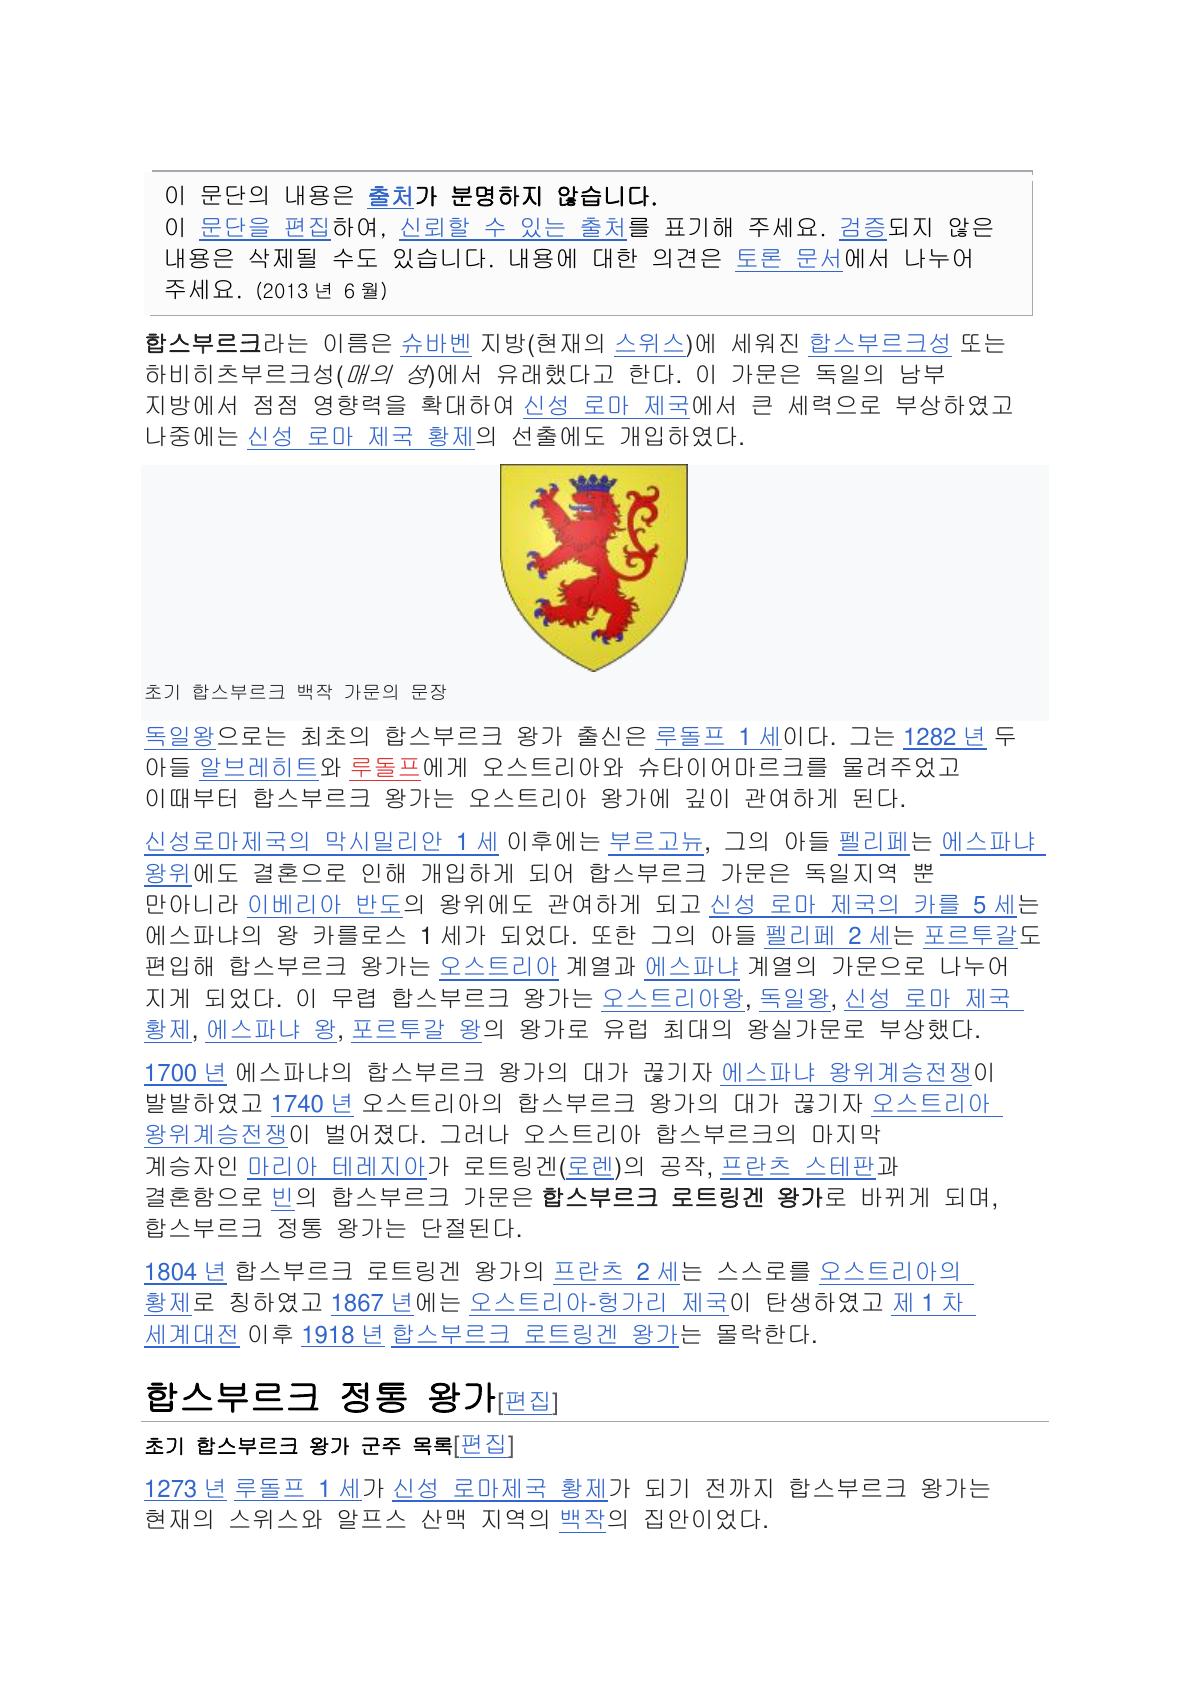 이 문단의 내용은 출처가 분명하지 않습니다.
이 문단을 편집하여, 신뢰할 수 있는 출처를 표기해 주세요. 검증되지 않은
내용은 삭제될 수도 있습니다. 내용에 대한 의견은 토론 문서에서 나누어
주세요. (2013년 6월)
합스부르크라는 이름은 슈바벤 지방(현재의 스위스)에 세워진 합스부르크성 또는
하비히츠부르크성(매의 성)에서 유래했다고 한다. 이 가문은 독일의 남부
지방에서 점점 영향력을 확대하여 신성 로마 제국에서 큰 세력으로 부상하였고
나중에는 신성 로마 제국 황제의 선출에도 개입하였다.
초기 합스부르크 백작 가문의 문장
독일왕으로는 최초의 합스부르크 왕가 출신은 루돌프 1세이다. 그는 1282년 두
아들 알브레히트와 루돌프에게 오스트리아와 슈타이어마르크를 물려주었고
이때부터 합스부르크 왕가는 오스트리아 왕가에 깊이 관여하게 된다.
신성로마제국의 막시밀리안 1세 이후에는 부르고뉴, 그의 아들 펠리페는 에스파냐
왕위에도 결혼으로 인해 개입하게 되어 합스부르크 가문은 독일지역 뿐
만아니라 이베리아 반도의 왕위에도 관여하게 되고 신성 로마 제국의 카를 5세는
에스파냐의 왕 카를로스 1세가 되었다. 또한 그의 아들 펠리페 2세는 포르투갈도
편입해 합스부르크 왕가는 오스트리아 계열과 에스파냐 계열의 가문으로 나누어
지게 되었다. 이 무렵 합스부르크 왕가는 오스트리아왕, 독일왕, 신성 로마 제국
황제, 에스파냐 왕, 포르투갈 왕의 왕가로 유럽 최대의 왕실가문로 부상했다.
1700년 에스파냐의 합스부르크 왕가의 대가 끊기자 에스파냐 왕위계승전쟁이
발발하였고 1740년 오스트리아의 합스부르크 왕가의 대가 끊기자 오스트리아
왕위계승전쟁이 벌어졌다. 그러나 오스트리아 합스부르크의 마지막
계승자인 마리아 테레지아가 로트링겐(로렌)의 공작, 프란츠 스테판과
결혼함으로 빈의 합스부르크 가문은 합스부르크 로트링겐 왕가로 바뀌게 되며,
합스부르크 정통 왕가는 단절된다.
1804년 합스부르크 로트링겐 왕가의 프란츠 2세는 스스로를 오스트리아의
황제로 칭하였고 1867년에는 오스트리아-헝가리 제국이 탄생하였고 제1차
세계대전 이후 1918년 합스부르크 로트링겐 왕가는 몰락한다.
합스부르크 정통 왕가[편집]
초기 합스부르크 왕가 군주 목록[편집]
1273년 루돌프 1세가 신성 로마제국 황제가 되기 전까지 합스부르크 왕가는
현재의 스위스와 알프스 산맥 지역의 백작의 집안이었다.